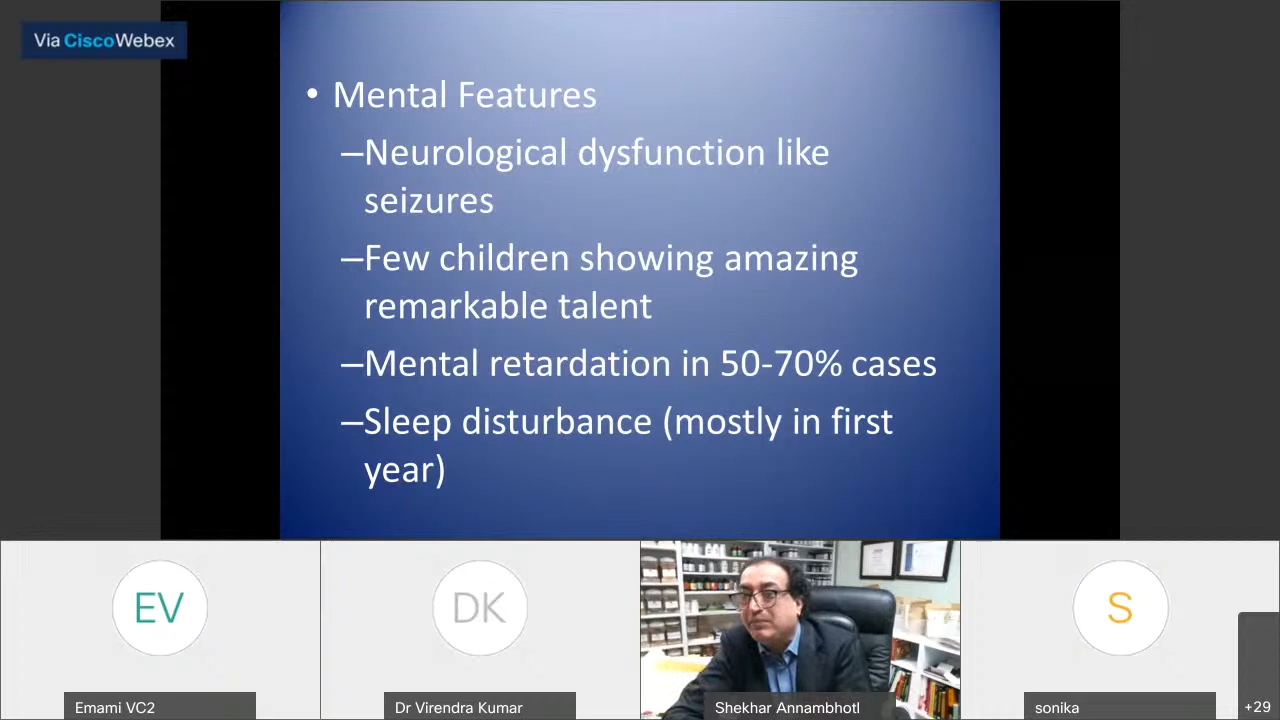 Via CiscoWebex
• Mental Features
–Neurological dysfunction like
seizures
–Few children showing amazing
remarkable talent
–Mental retardation in 50-70% cases
–Sleep disturbance (mostly in first
year)
EV
DK
S
Emami VC2
Dr Virendra Kumar
Shekhar Annambhotl
sonika
+29